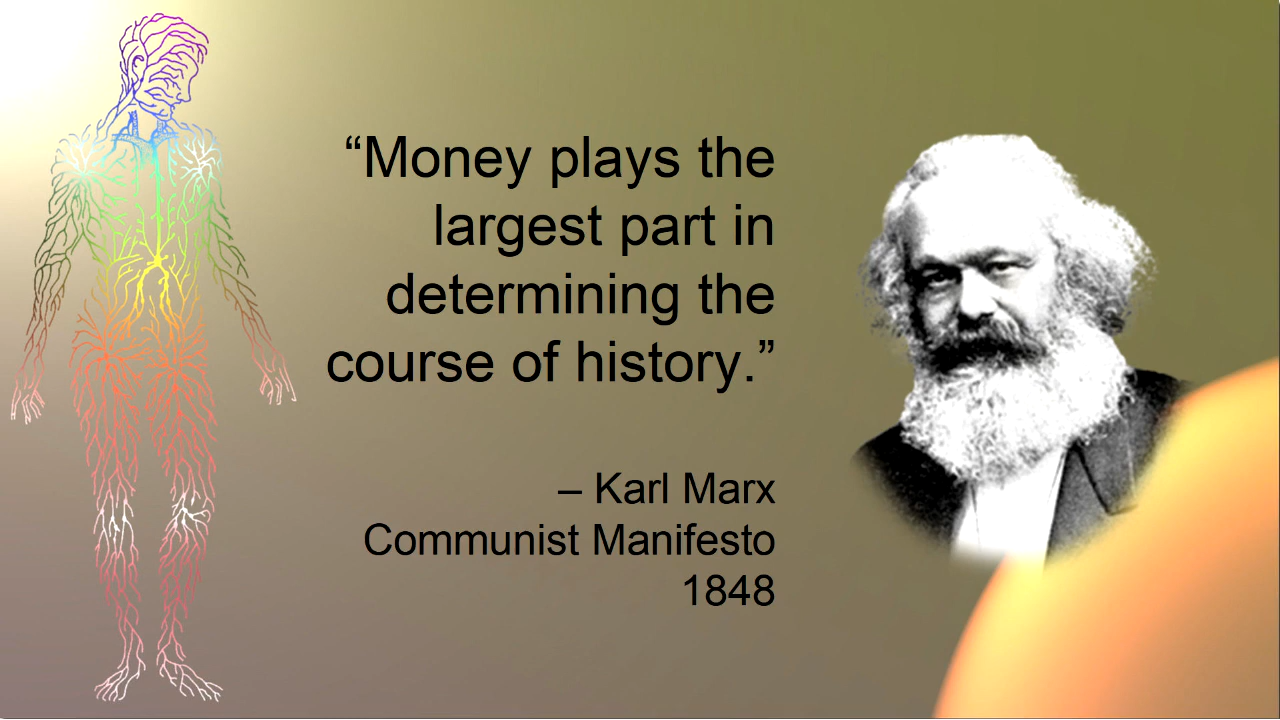 “Money plays the
largest part in
determining the
course of history.”
– Karl Marx
Communist Manifesto
1848